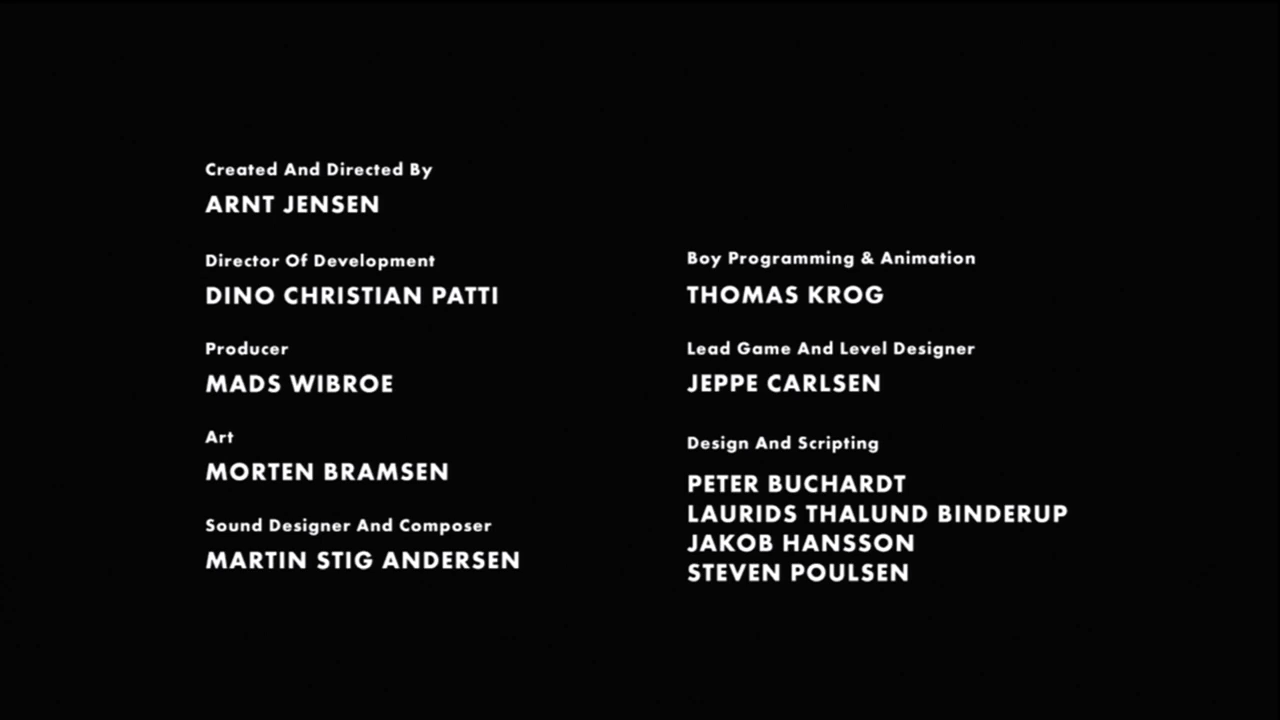 Created And Directed By
ARNT JENSEN
Director Of Development
DINO CHRISTIAN PATTI
Producer
MADS WIBROE
Art
MORTEN BRAMSEN
Sound Designer And Composer
MARTIN STIG ANDERSEN
Boy Programming & Animation
THOMAS KROG
Lead Game And Level Designer
JEPPE CARLSEN
Design And Scripting
PETER BUCHARDT
LAURIDS THALUND BINDERUP
JAKOB HANSSON
STEVEN POULSEN